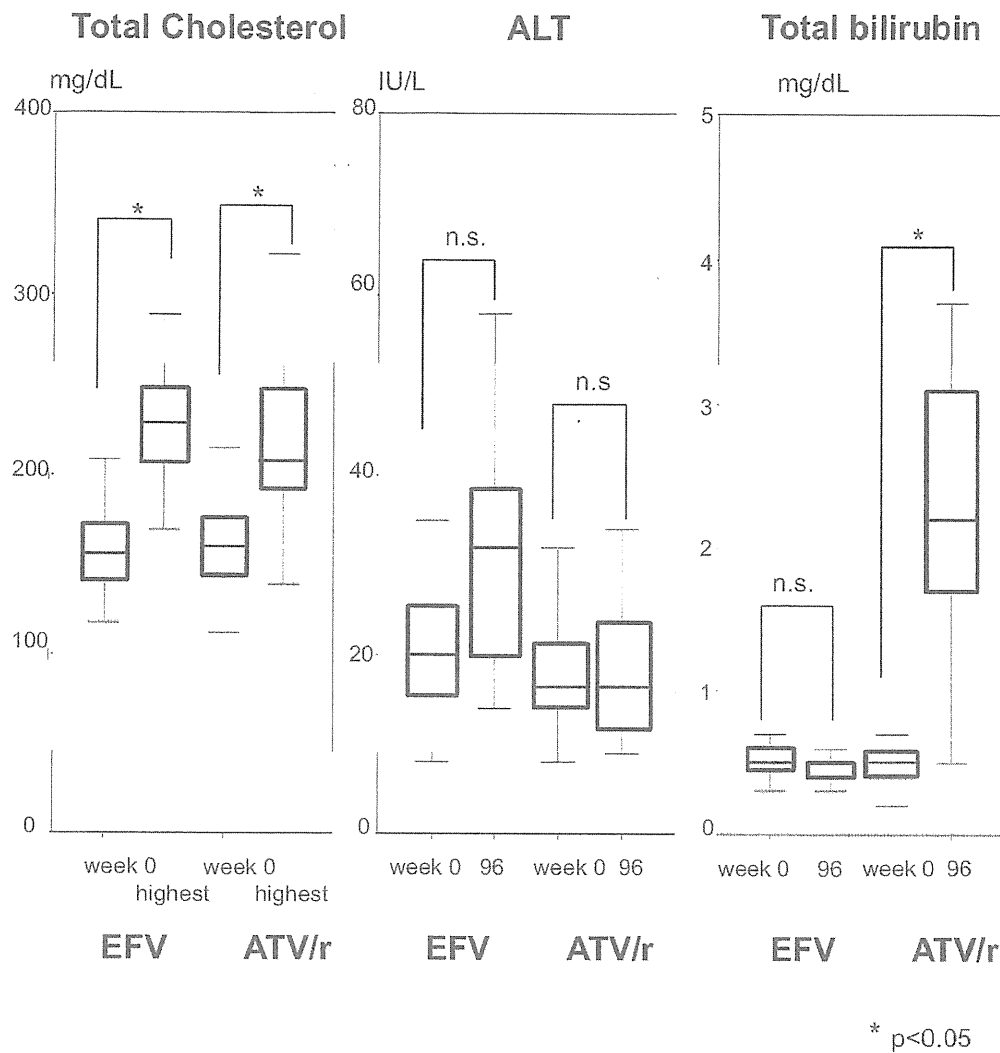 Total Cholesterol
ALT
Total bilirubin
mg/dL
IU/L
mg/dL
400
300
200
100
0
*
*
80
60
40
20
0
n.s.
n.s
5
4
3
2
1
0
n.s.
*
week 0
highest
week 0
highest
EFV
ATV/r
week 0
96
week 0
96
EFV
ATV/r
week 0
96
week 0
96
EFV
ATV/r
* p<0.05